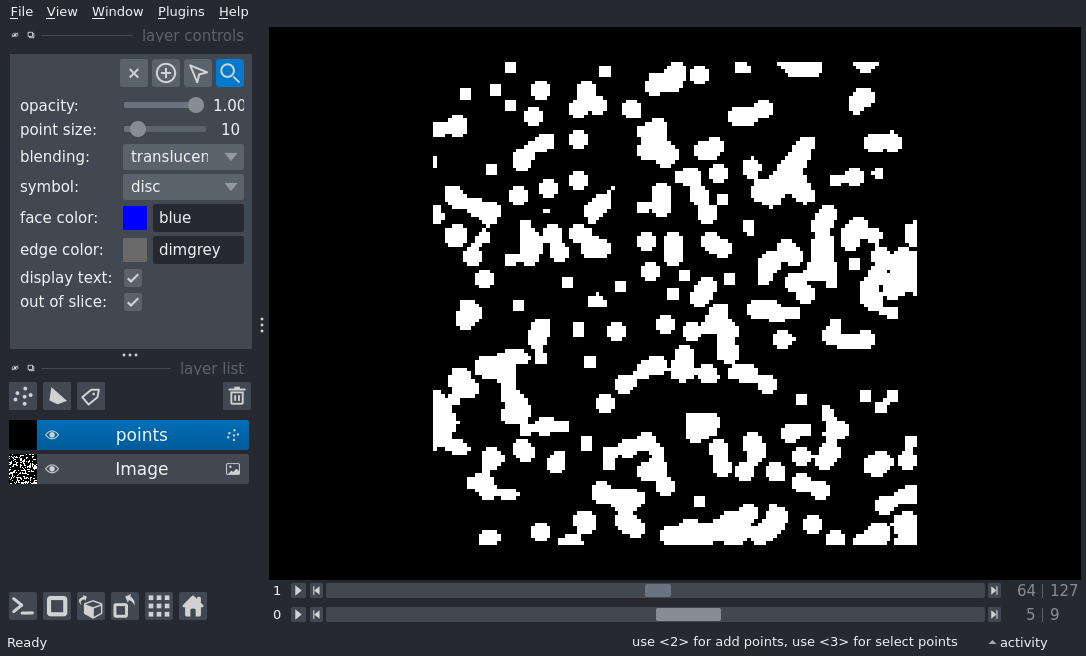 File View Window Plugins Help
layer controls
opacity: 1.00
point size: 10
blending: translucen
symbol: disc
face color: blue
edge color: dimgrey
display text:
out of slice:
layer list
points
Image
1 64 | 127
0 5 | 9
Ready use <2> for add points, use <3> for select points activity